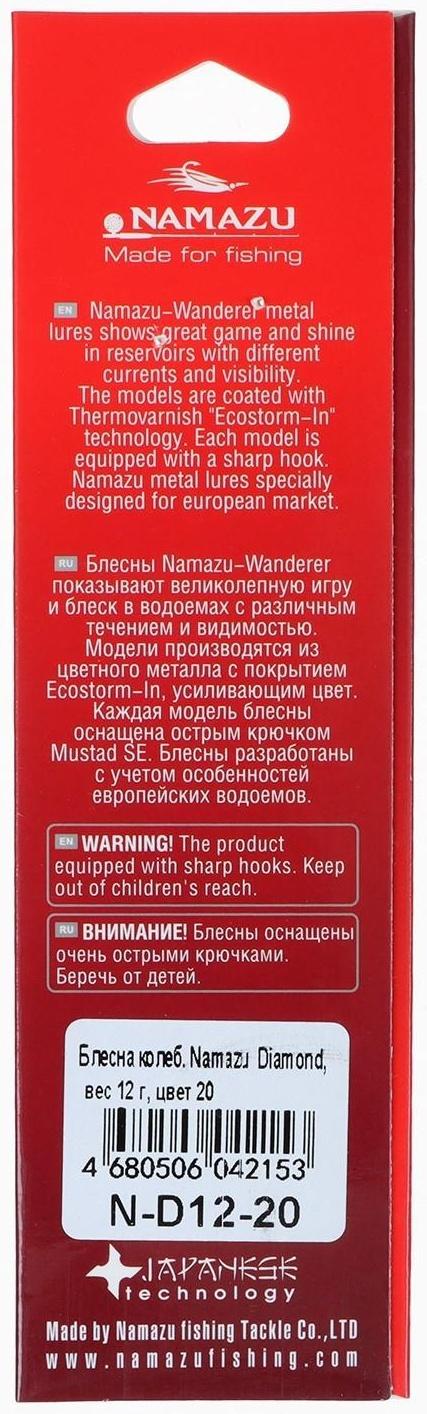 NAMAZU
Made for fishing
EN Namazu-Wanderer metal
lures shows great game and shine
in reservoirs with different
currents and visibility.
The models are coated with
Thermovarnish "Ecostorm-In"
technology. Each model is
equipped with a sharp hook.
Namazu metal lures specially
designed for european market.
RU Блесны Namazu-Wanderer
показывают великолепную игру
и блеск в водоемах с различным
течением и видимостью.
Модели производятся из
цветного металла с покрытием
Ecostorm-In, усиливающим цвет.
Каждая модель блесны
оснащена острым крючком
Mustad SE. Блесны разработаны
с учетом особенностей
европейских водоемов.
EN WARNING! The product
equipped with sharp hooks. Keep
out of children's reach.
RU ВНИМАНИЕ! Блесны оснащены
очень острыми крючками.
Беречь от детей.
Блесна колеб. Namazu Diamond,
вес 12 г, цвет 20
4 680506 042153
N-D12-20
JAPANESE
technology
Made by Namazu fishing Tackle Co.,LTD
www.namazufishing.com